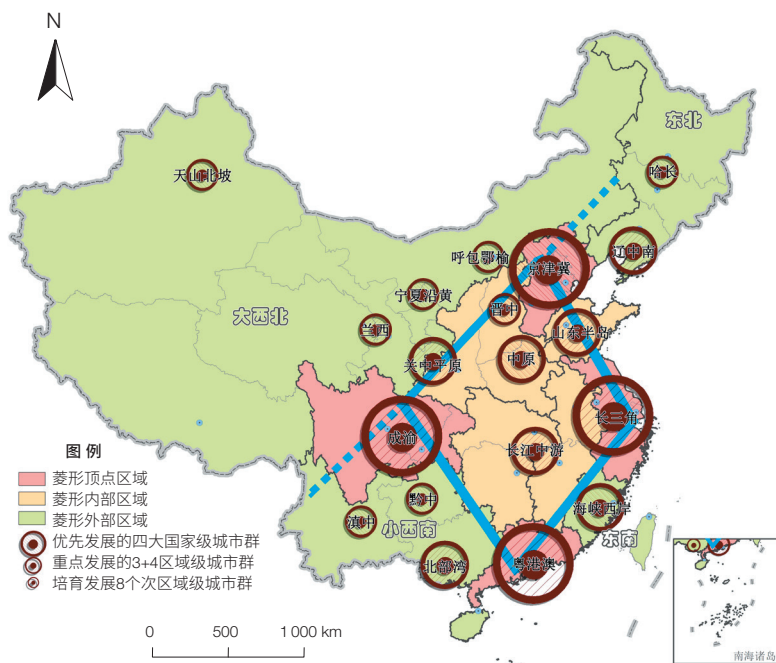 N
东北
哈长
天山北坡
辽中南
呼包鄂榆
京津冀
宁夏沿黄
晋中
大西北
兰西
山东半岛
关中平原
中原
长三角
成渝
长江中游
黔中
海峡西岸
滇中
小西南
东南
北部湾
粤港澳
图例
菱形顶点区域
菱形内部区域
菱形外部区域
优先发展的四大国家级城市群
重点发展的3+4区域级城市群
培育发展8个次区域级城市群
0 500 1 000 km
南海诸岛